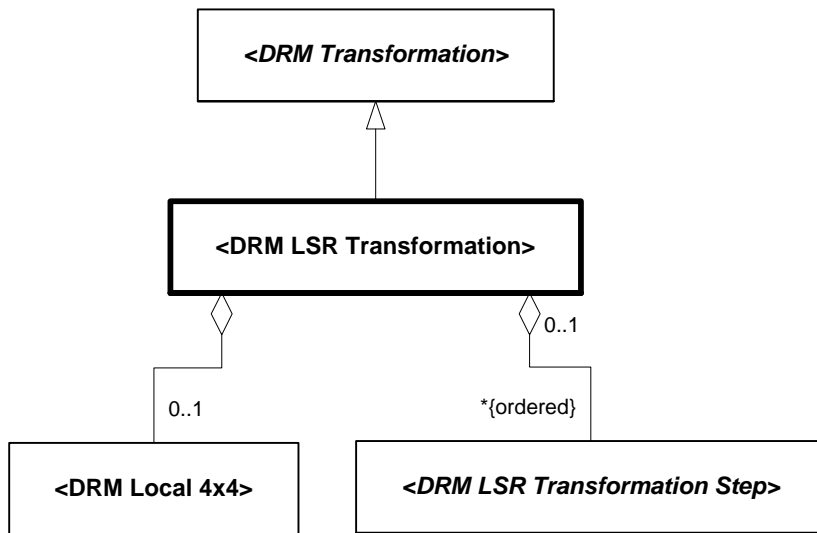 <DRM Transformation>
<DRM LSR Transformation>
0..1
0..1
*{ordered}
<DRM Local 4x4>
<DRM LSR Transformation Step>